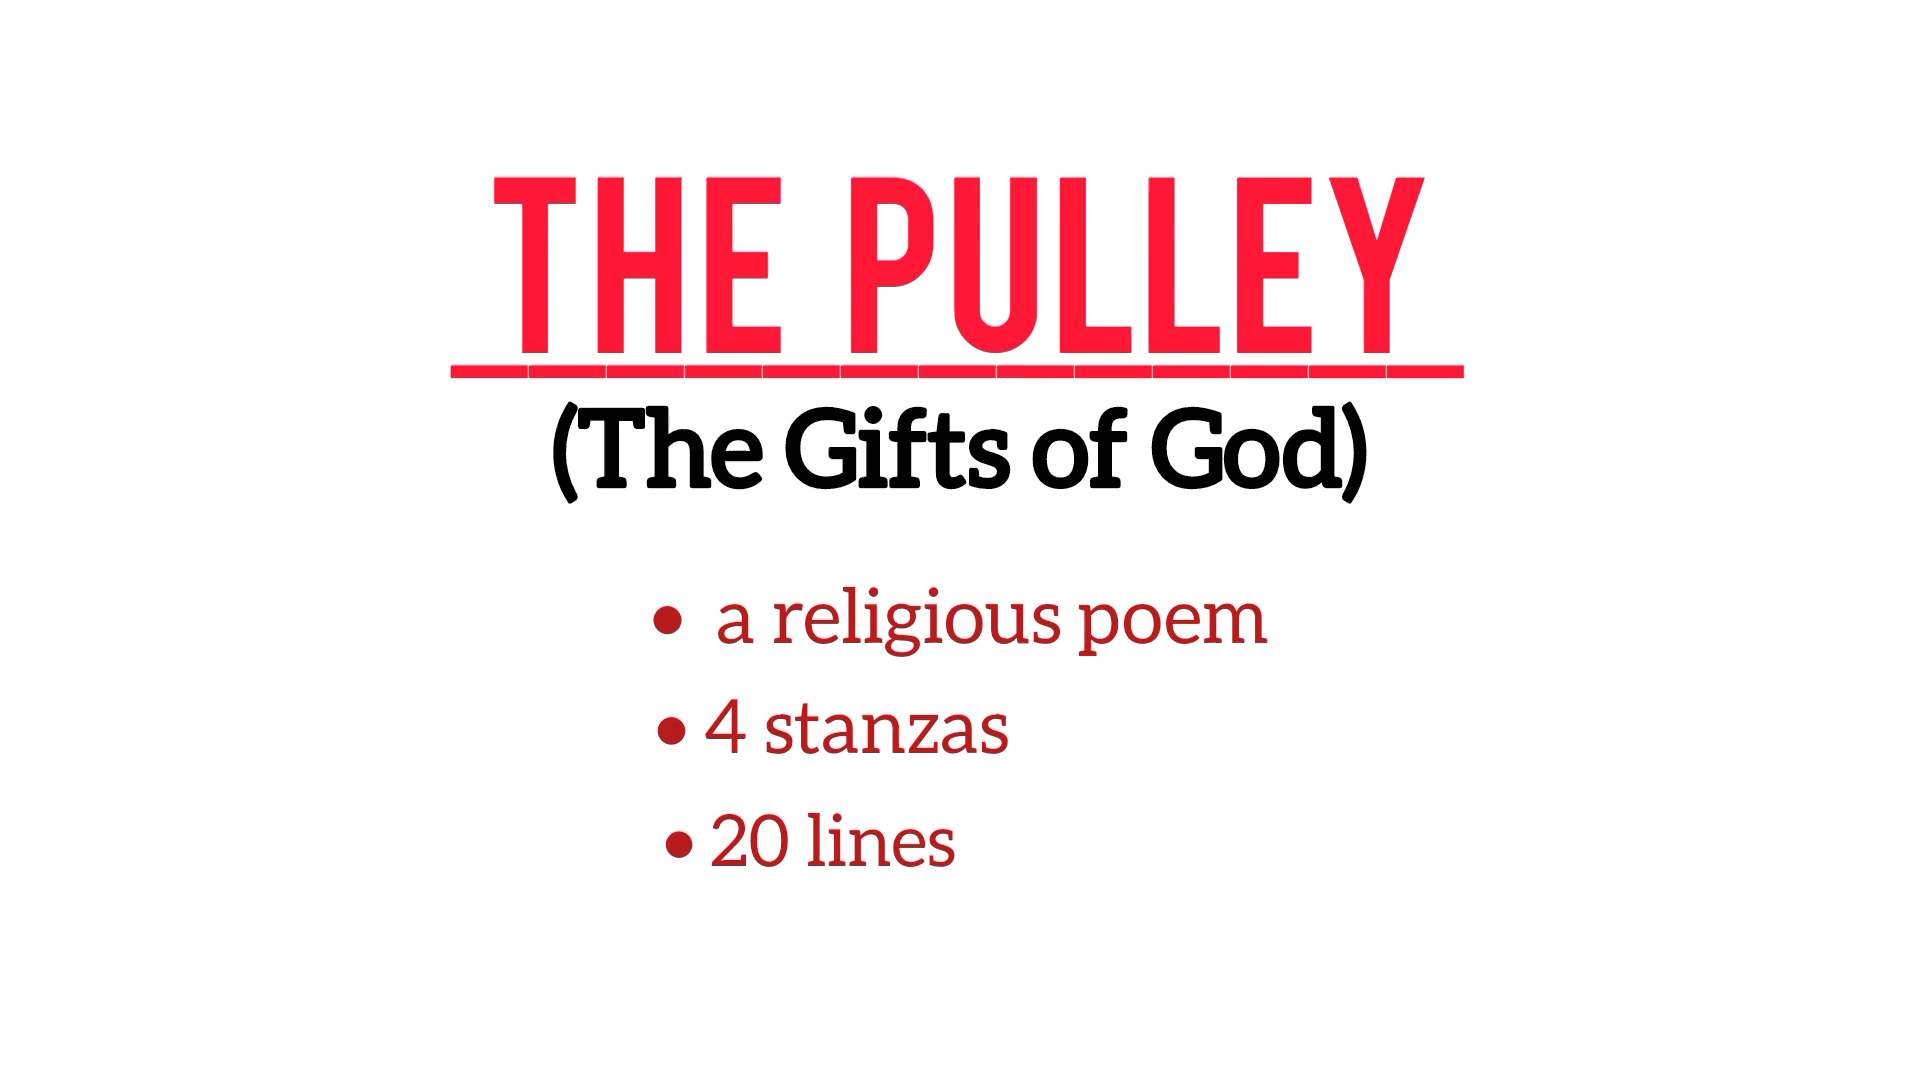 THE PULLEY
(The Gifts of God)
• a religious poem
• 4 stanzas
• 20 lines